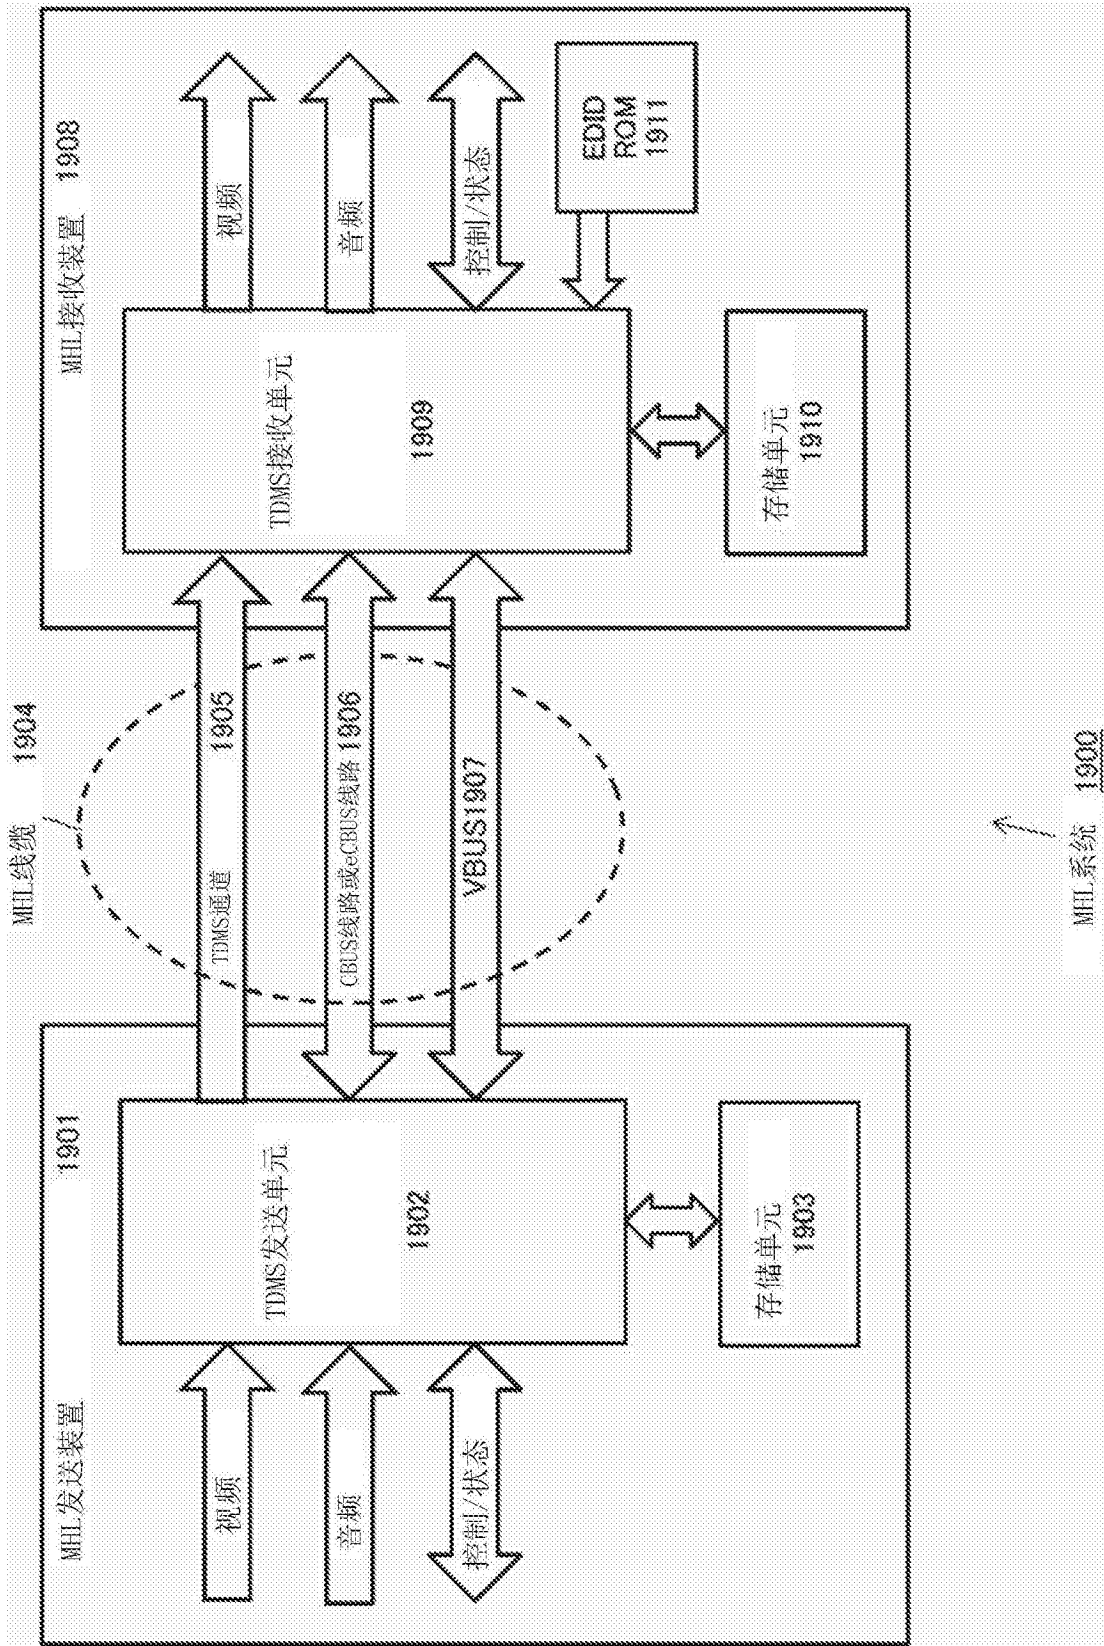 MHL发送装置 1901
视频
音频
控制/状态
TDMS发送单元
1902
存储单元
1903
MHL线缆 1904
TDMS通道 1905
CBUS线路或eCBUS线路1906
VBUS1907
MHL接收装置 1908
TDMS接收单元
1909
视频
音频
控制/状态
EDID
ROM
1911
存储单元
1910
MHL系统 1900